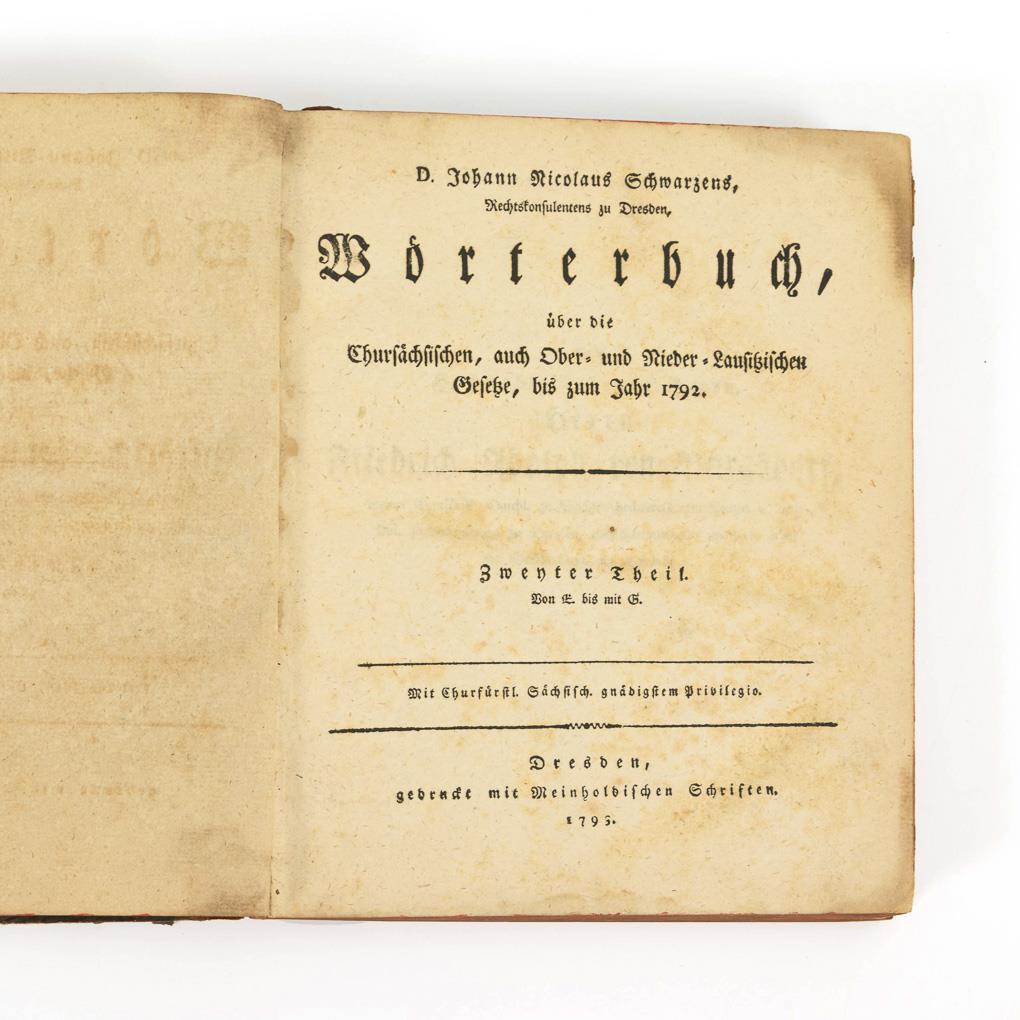 D. Johann Nicolaus Schwarzens,
Rechtskonsulentens zu Dresden,
Wörterbuch,
über die
Chursächsischen, auch Ober- und Nieder-Lausitzischen
Gesetze, bis zum Jahr 1792.
Zweyter Theil.
Von E. bis mit G.
Mit Churfürstl. Sächsisch. gnädigstem Privilegio.
Dresden,
gedruckt mit Meinholdischen Schriften.
1793.